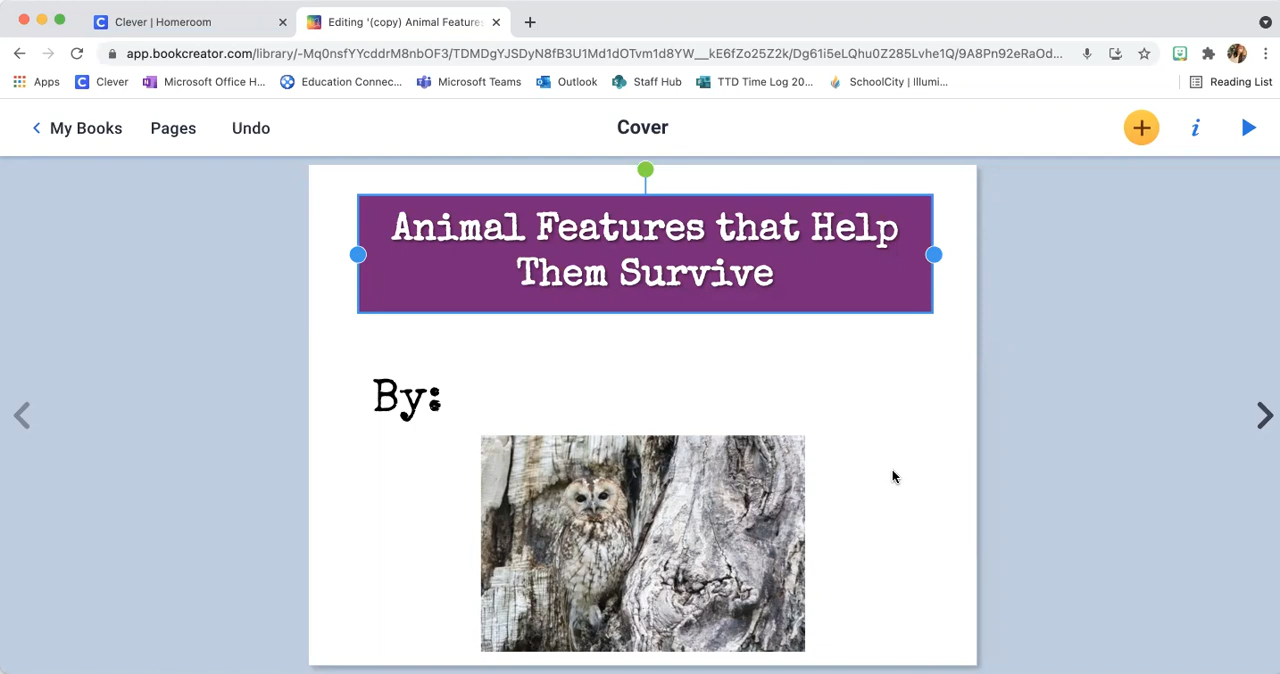 Clever | Homeroom
Editing '(copy) Animal Feature
app.bookcreator.com/library/-Mq0nsfYYcddrM8nbOF3/TDMDgYJSDyN8fB3U1Md1dOTvm1d8YW__kE6fZo25Z2k/Dg61i5eLQhu0Z285Lvhe1Q/9A8Pn92eRaOd...
Apps Clever Microsoft Office H... Education Connec... Microsoft Teams Outlook Staff Hub TTD Time Log 20... SchoolCity | Illumi... Reading List
My Books Pages Undo Cover
Animal Features that Help
Them Survive
By: